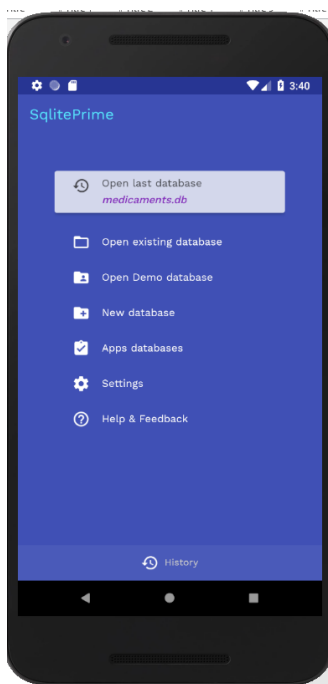 3:40
SqlitePrime
Open last database
medicaments.db
Open existing database
Open Demo database
New database
Apps databases
Settings
Help & Feedback
History